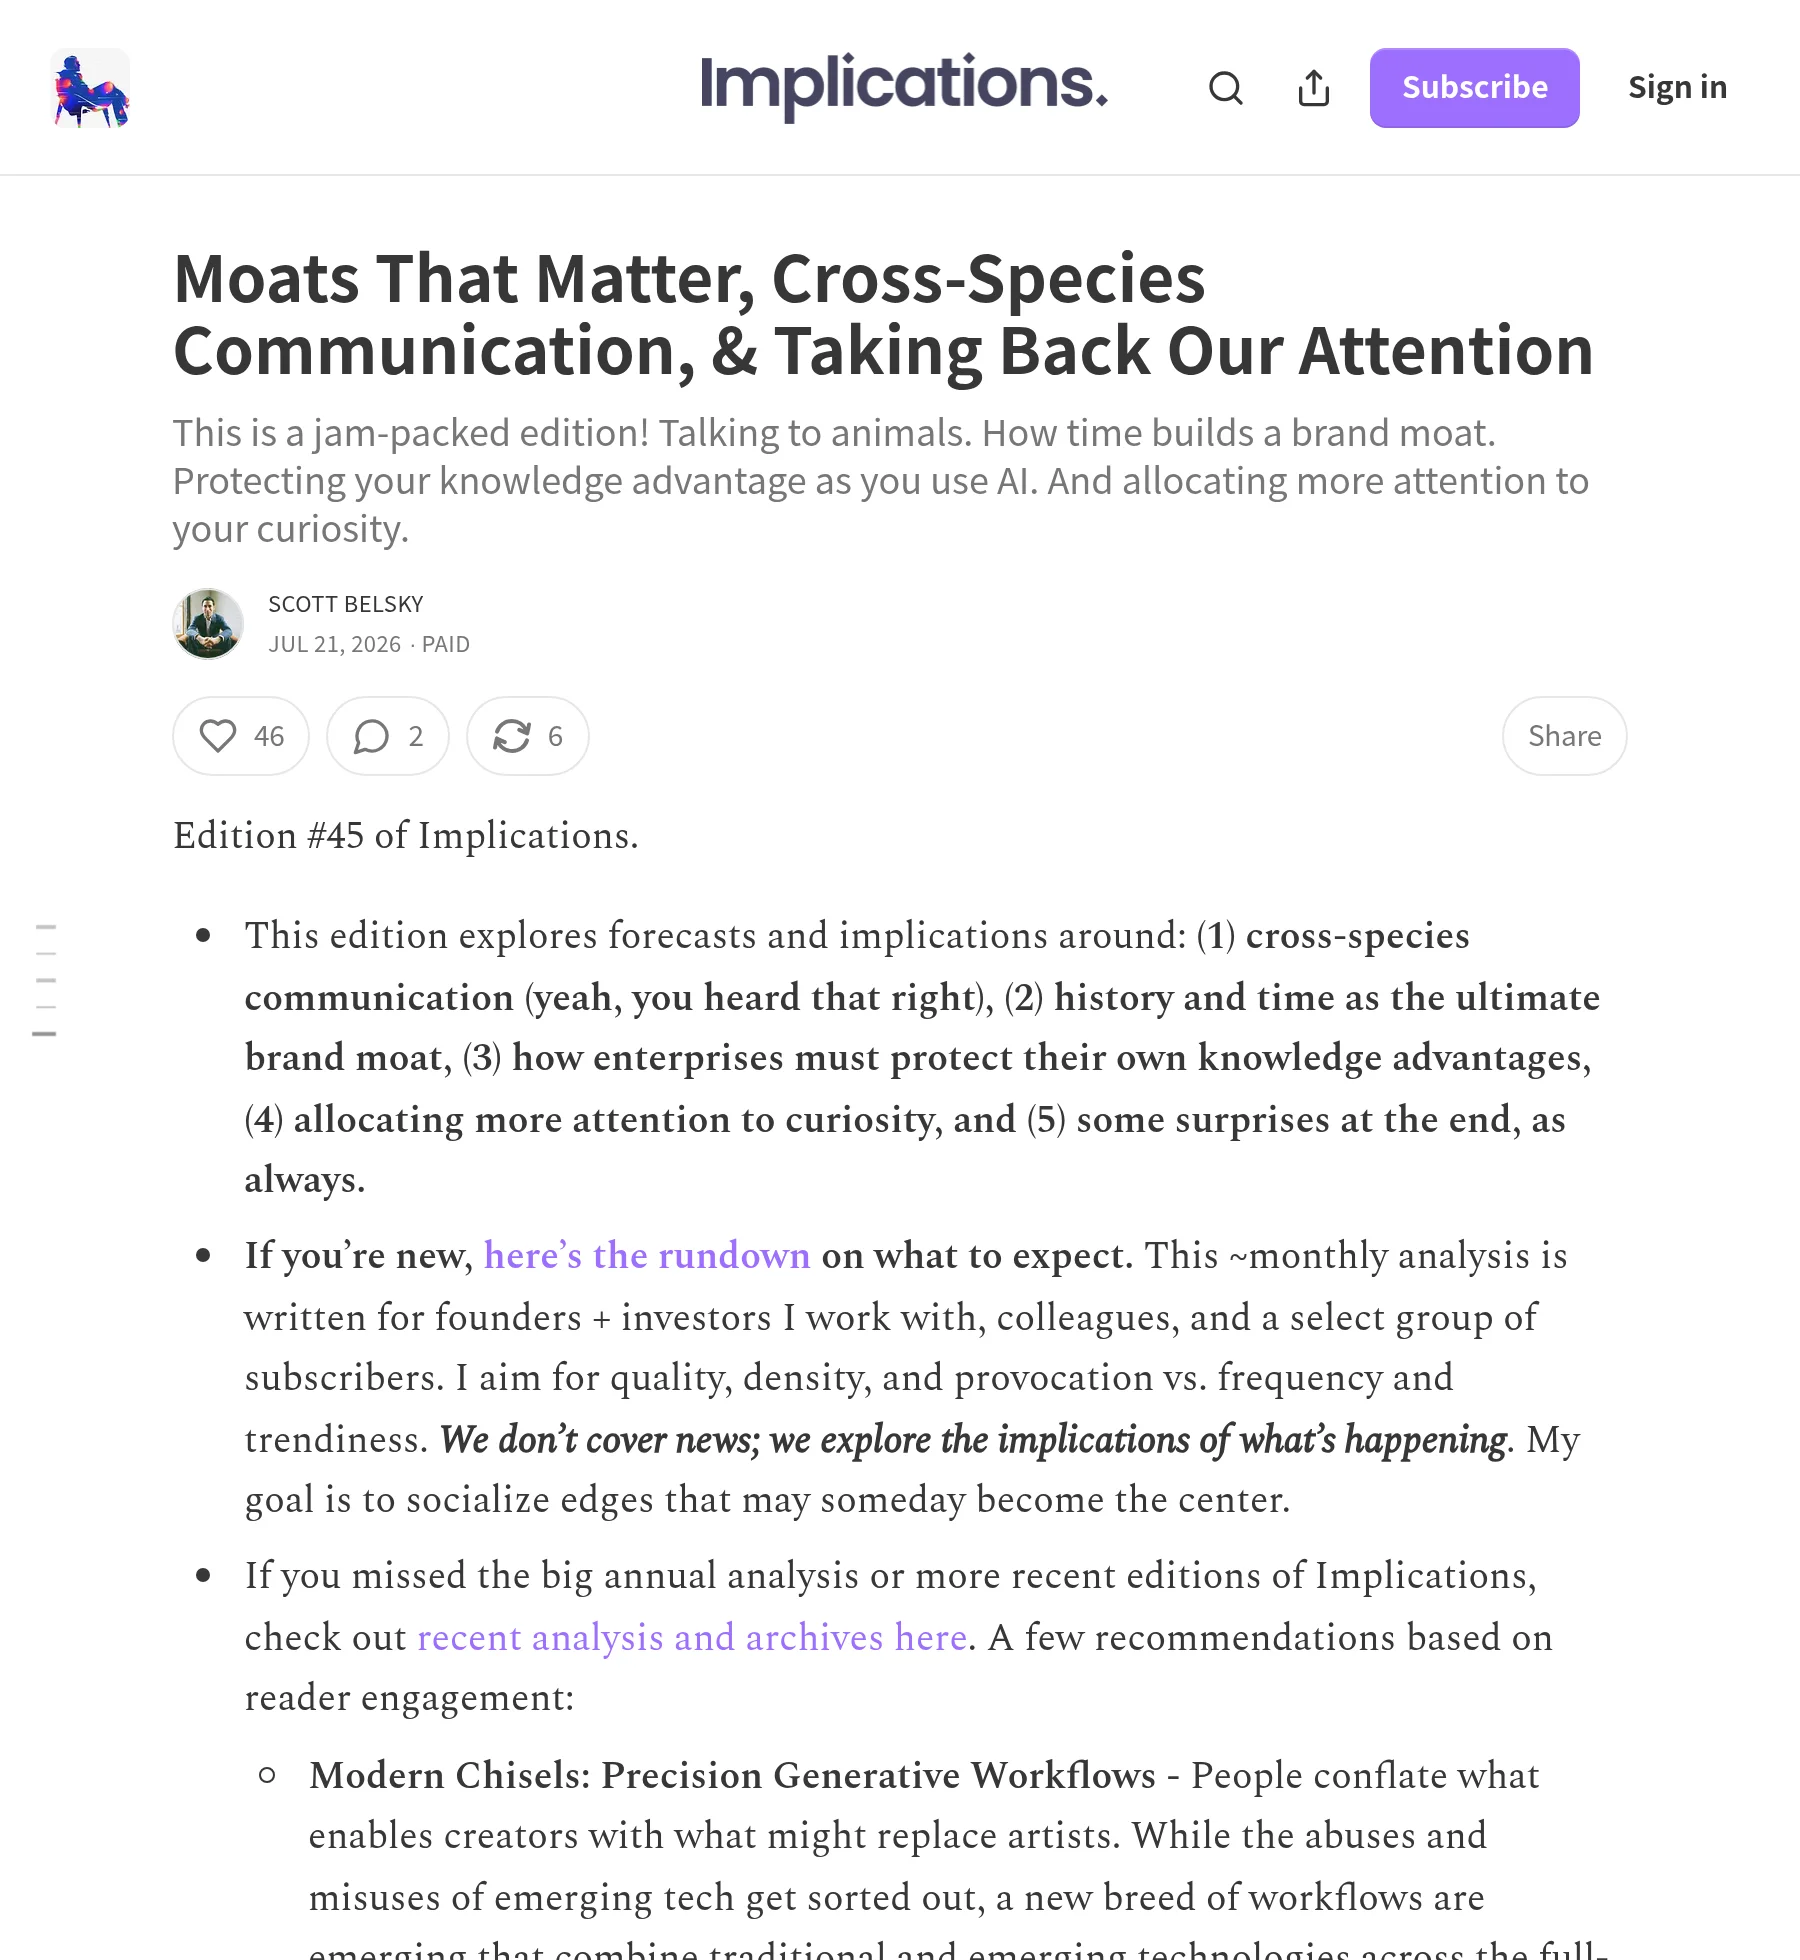 Implications.
Subscribe
Sign in
Moats That Matter, Cross-Species
Communication, & Taking Back Our Attention
This is a jam-packed edition! Talking to animals. How time builds a brand moat.
Protecting your knowledge advantage as you use AI. And allocating more attention to
your curiosity.
SCOTT BELSKY
JUL 21, 2026 · PAID
46
2
6
Share
Edition #45 of Implications.
• This edition explores forecasts and implications around: (1) cross-species
communication (yeah, you heard that right), (2) history and time as the ultimate
brand moat, (3) how enterprises must protect their own knowledge advantages,
(4) allocating more attention to curiosity, and (5) some surprises at the end, as
always.
• If you’re new, here’s the rundown on what to expect. This ~monthly analysis is
written for founders + investors I work with, colleagues, and a select group of
subscribers. I aim for quality, density, and provocation vs. frequency and
trendiness. We don’t cover news; we explore the implications of what’s happening. My
goal is to socialize edges that may someday become the center.
• If you missed the big annual analysis or more recent editions of Implications,
check out recent analysis and archives here. A few recommendations based on
reader engagement:
◦ Modern Chisels: Precision Generative Workflows - People conflate what
enables creators with what might replace artists. While the abuses and
misuses of emerging tech get sorted out, a new breed of workflows are
emerging that combine traditional and emerging technologies across the full-